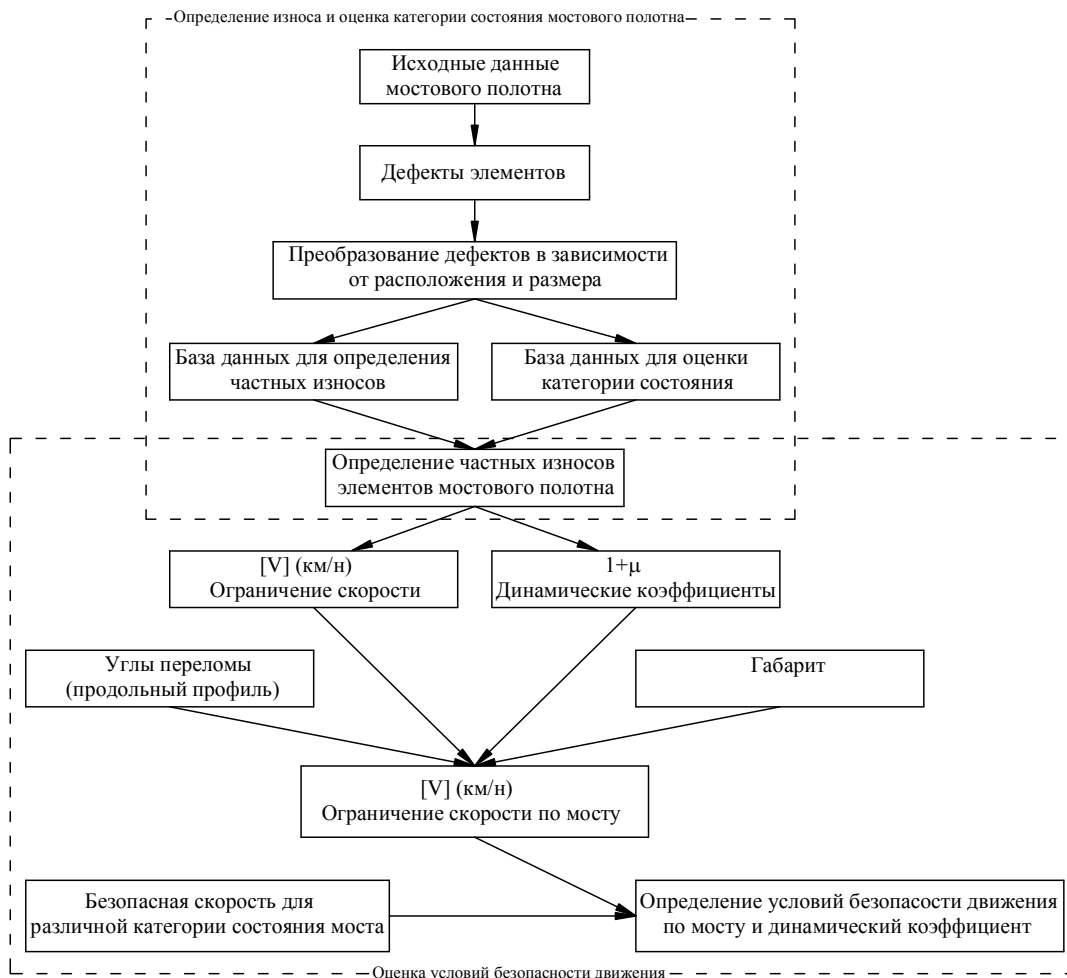 Определение износа и оценка категории состояния мостового полотна
Исходные данные
мостового полотна
Дефекты элементов
Преобразование дефектов в зависимости
от расположения и размера
База данных для определения
частных износов
База данных для оценки
категории состояния
Определение частных износов
элементов мостового полотна
[V] (км/н)
Ограничение скорости
1+μ
Динамические коэффициенты
Углы переломы
(продольный профиль)
Габарит
[V] (км/н)
Ограничение скорости по мосту
Безопасная скорость для
различной категории состояния моста
Определение условий безопасости движения
по мосту и динамический коэффициент
Оценка условий безопасности движения